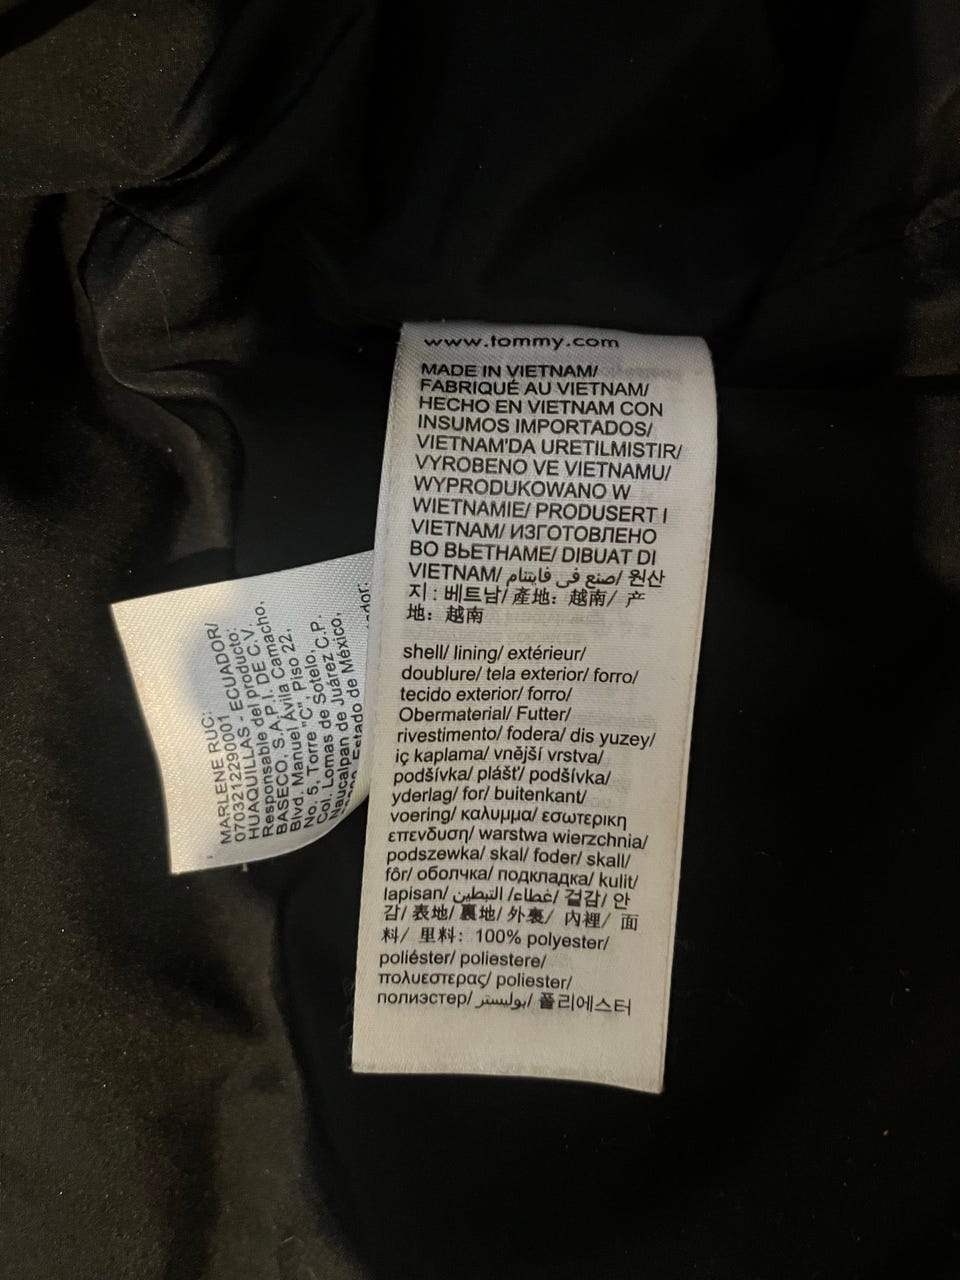 www.tommy.com
MADE IN VIETNAM/
FABRIQUÉ AU VIETNAM/
HECHO EN VIETNAM CON
INSUMOS IMPORTADOS/
VIETNAM'DA URETILMISTIR/
VYROBENO VE VIETNAMU/
WYPRODUKOWANO W
WIETNAMIE/ PRODUSERT I
VIETNAM/ ИЗГОТОВЛЕНО
ВО ВЬЕТНАМЕ/ DIBUAT DI
VIETNAM/ صنع في فايتنام/ 원산
지 : 베트남/ 產地：越南/ 产
地：越南
shell/ lining/ extérieur/
doublure/ tela exterior/ forro/
tecido exterior/ forro/
Obermaterial/ Futter/
rivestimento/ fodera/ dis yuzey/
iç kaplama/ vnější vrstva/
podšívka/ plášť/ podšívka/
yderlag/ for/ buitenkant/
voering/ καλυμμα/ εσωτερικη
επενδυση/ warstwa wierzchnia/
podszewka/ skal/ foder/ skall/
fôr/ оболчка/ подкладка/ kulit/
lapisan/ غطاء/ التبطين/ 겉감/ 안
감/ 表地/ 裏地/ 外裏/ 內裡/ 面
料/ 里料：100% polyester/
poliéster/ poliestere/
πολυεστερας/ poliester/
полиэстер/ بوليستر/ 폴리에스터
MARLENE RUC:
0703212290001
HUAQUILLAS - ECUADOR/
Responsable del producto:
BASECO, S.A.P.I. DE C.V.
Blvd. Manuel Ávila Camacho,
No. 5, Torre "C", Piso 22,
Col. Lomas de Sotelo,
Naucalpan de Juárez, C.P.
Estado de México,